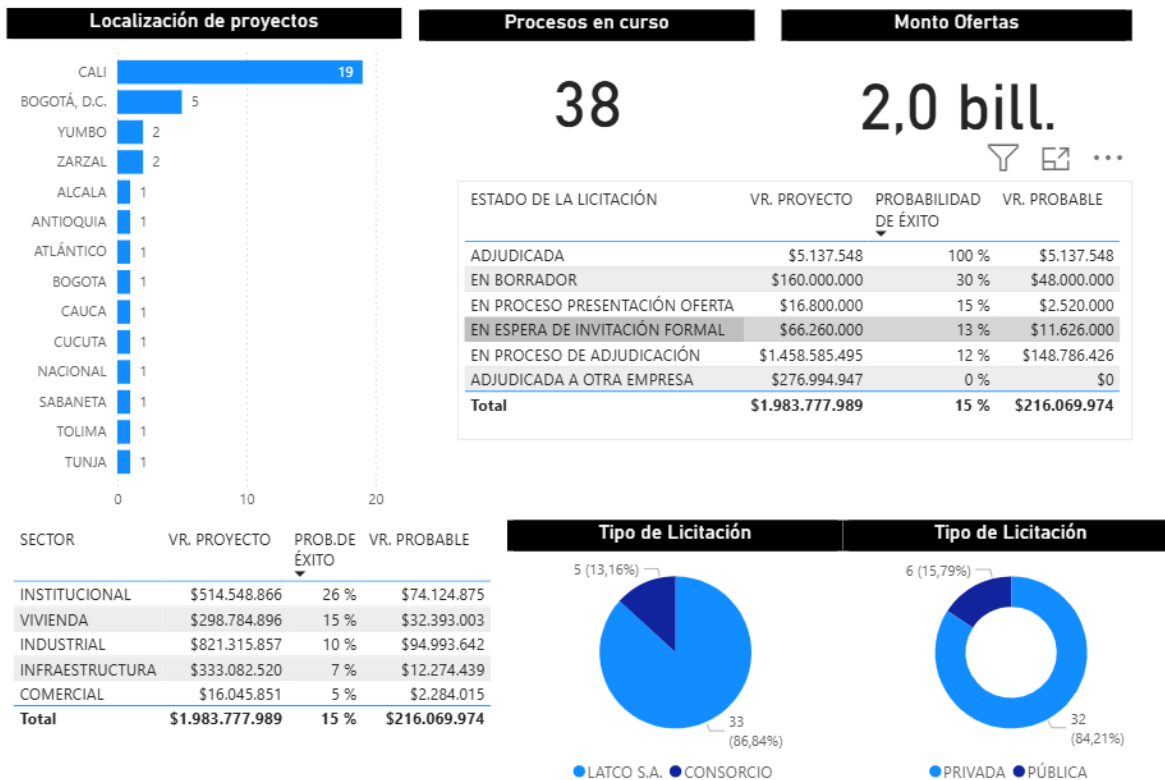 Localización de proyectos
CALI 19
BOGOTÁ, D.C. 5
YUMBO 2
ZARZAL 2
ALCALA 1
ANTIOQUIA 1
ATLÁNTICO 1
BOGOTA 1
CAUCA 1
CUCUTA 1
NACIONAL 1
SABANETA 1
TOLIMA 1
TUNJA 1
0 10 20
Procesos en curso
38
Monto Ofertas
2,0 bill.
ESTADO DE LA LICITACIÓN VR. PROYECTO PROBABILIDAD VR. PROBABLE
DE ÉXITO
ADJUDICADA $5.137.548 100 % $5.137.548
EN BORRADOR $160.000.000 30 % $48.000.000
EN PROCESO PRESENTACIÓN OFERTA $16.800.000 15 % $2.520.000
EN ESPERA DE INVITACIÓN FORMAL $66.260.000 13 % $11.626.000
EN PROCESO DE ADJUDICACIÓN $1.458.585.495 12 % $148.786.426
ADJUDICADA A OTRA EMPRESA $276.994.947 0 % $0
Total $1.983.777.989 15 % $216.069.974
SECTOR VR. PROYECTO PROB.DE VR. PROBABLE
ÉXITO
INSTITUCIONAL $514.548.866 26 % $74.124.875
VIVIENDA $298.784.896 15 % $32.393.003
INDUSTRIAL $821.315.857 10 % $94.993.642
INFRAESTRUCTURA $333.082.520 7 % $12.274.439
COMERCIAL $16.045.851 5 % $2.284.015
Total $1.983.777.989 15 % $216.069.974
Tipo de Licitación
5 (13,16%)
33
(86,84%)
LATCO S.A. CONSORCIO
Tipo de Licitación
6 (15,79%)
32
(84,21%)
PRIVADA PÚBLICA